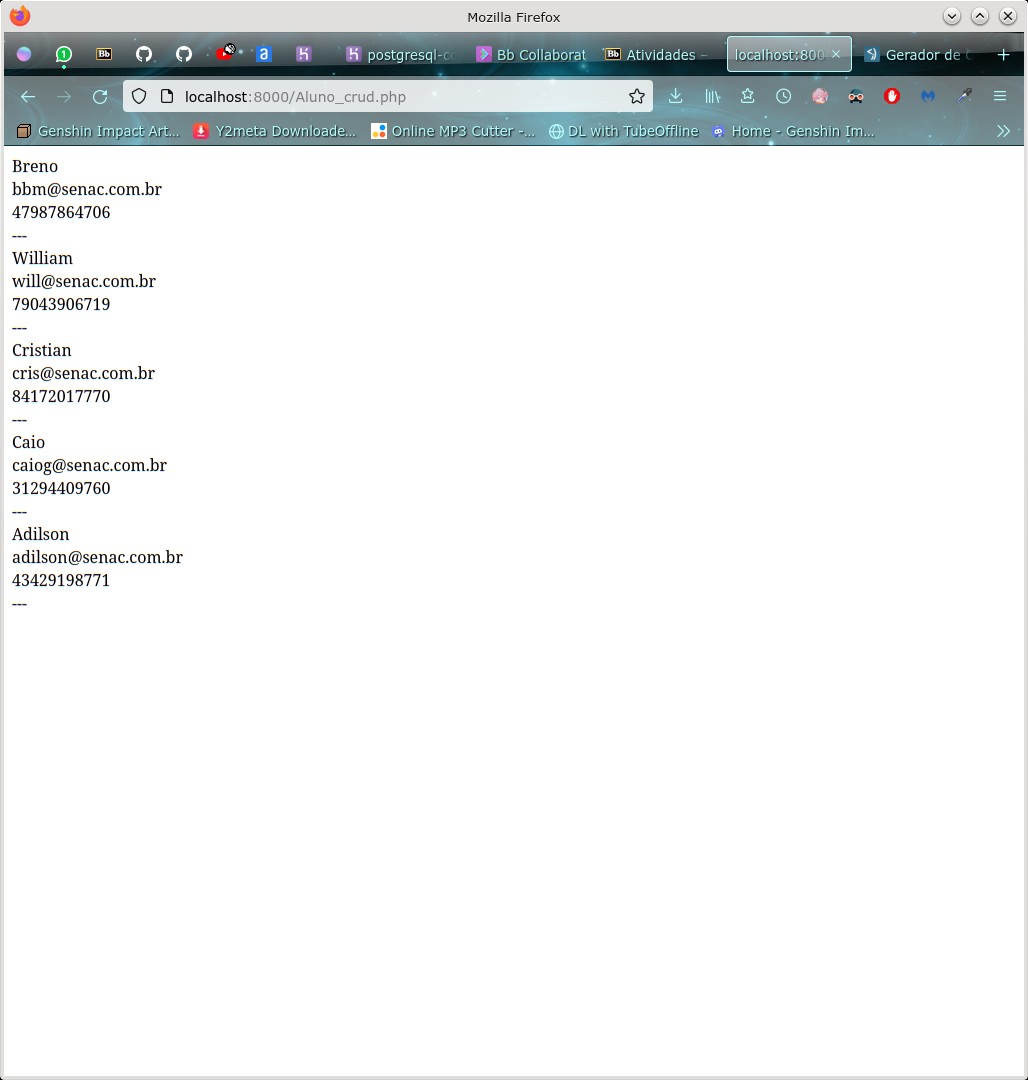 Mozilla Firefox
postgresql-co
Bb Collaborat
Bb Atividades –
localhost:800
Gerador de C
localhost:8000/Aluno_crud.php
Genshin Impact Art...
Y2meta Downloade...
Online MP3 Cutter -...
DL with TubeOffline
Home - Genshin Im...
Breno
bbm@senac.com.br
47987864706
---
William
will@senac.com.br
79043906719
---
Cristian
cris@senac.com.br
84172017770
---
Caio
caiog@senac.com.br
31294409760
---
Adilson
adilson@senac.com.br
43429198771
---